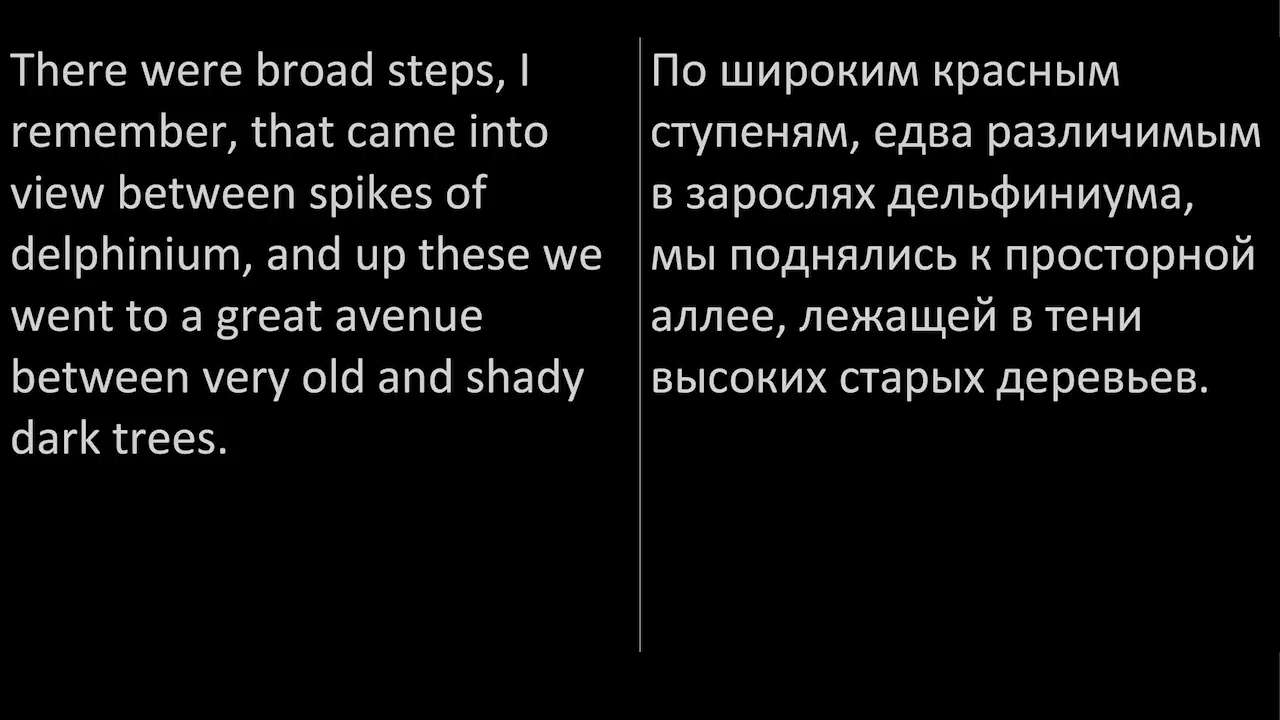 There were broad steps, I
remember, that came into
view between spikes of
delphinium, and up these we
went to a great avenue
between very old and shady
dark trees.
По широким красным
ступеням, едва различимым
в зарослях дельфиниума,
мы поднялись к просторной
аллее, лежащей в тени
высоких старых деревьев.